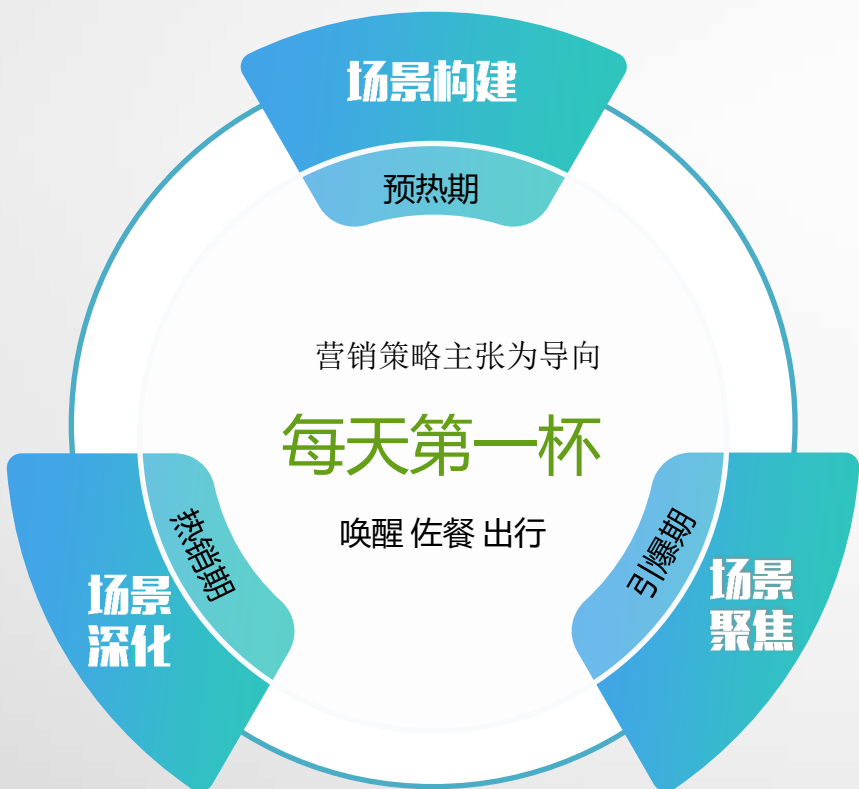 场景构建
预热期
营销策略主张为导向
每天第一杯
唤醒 佐餐 出行
热销期
场景
深化
引爆期
场景
聚焦